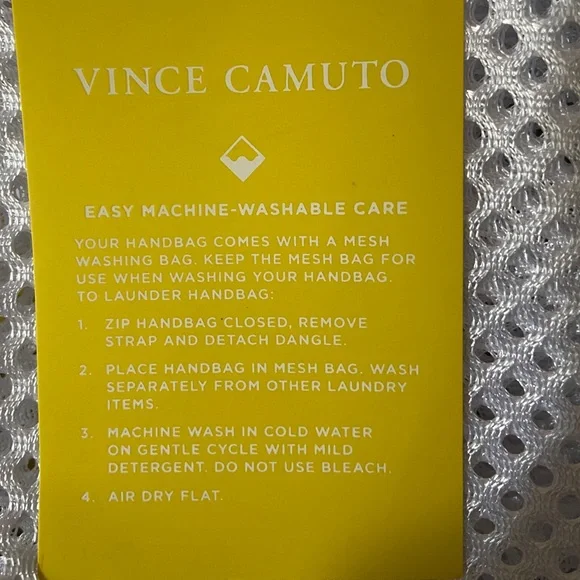 VINCE CAMUTO
EASY MACHINE-WASHABLE CARE
YOUR HANDBAG COMES WITH A MESH
WASHING BAG. KEEP THE MESH BAG FOR
USE WHEN WASHING YOUR HANDBAG.
TO LAUNDER HANDBAG:
1. ZIP HANDBAG CLOSED, REMOVE
STRAP AND DETACH DANGLE.
2. PLACE HANDBAG IN MESH BAG. WASH
SEPARATELY FROM OTHER LAUNDRY
ITEMS.
3. MACHINE WASH IN COLD WATER
ON GENTLE CYCLE WITH MILD
DETERGENT. DO NOT USE BLEACH.
4. AIR DRY FLAT.